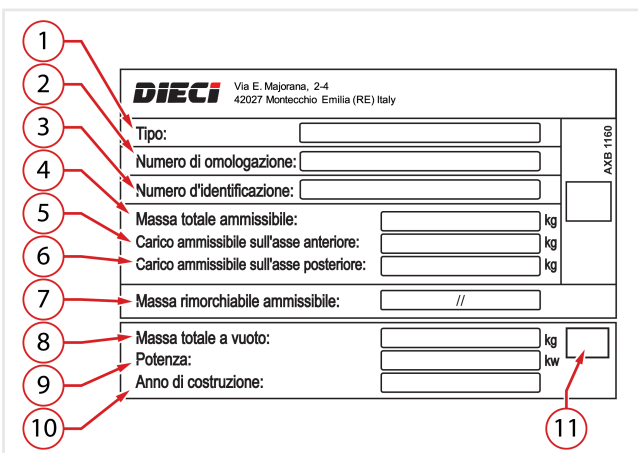 1
2
3
4
5
6
7
8
9
10
11
DIECI
Via E. Majorana, 2-4
42027 Montecchio Emilia (RE) Italy
AXB 1160
Tipo:
Numero di omologazione:
Numero d'identificazione:
Massa totale ammissibile: kg
Carico ammissibile sull'asse anteriore: kg
Carico ammissibile sull'asse posteriore: kg
Massa rimorchiabile ammissibile: //
Massa totale a vuoto: kg
Potenza: kw
Anno di costruzione: